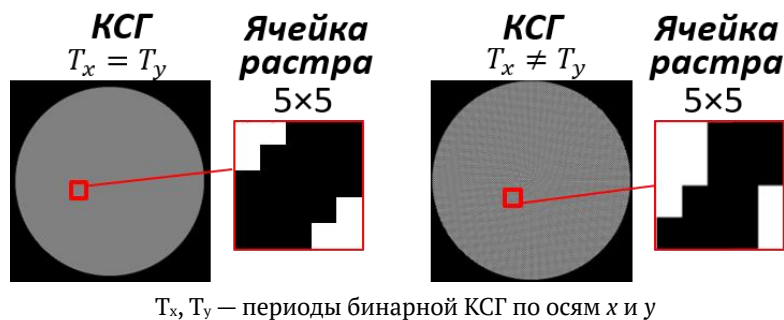 КСГ
Tx = Ty
Ячейка
растра
5×5
КСГ
Tx ≠ Ty
Ячейка
растра
5×5
Tx, Ty — периоды бинарной КСГ по осям x и y